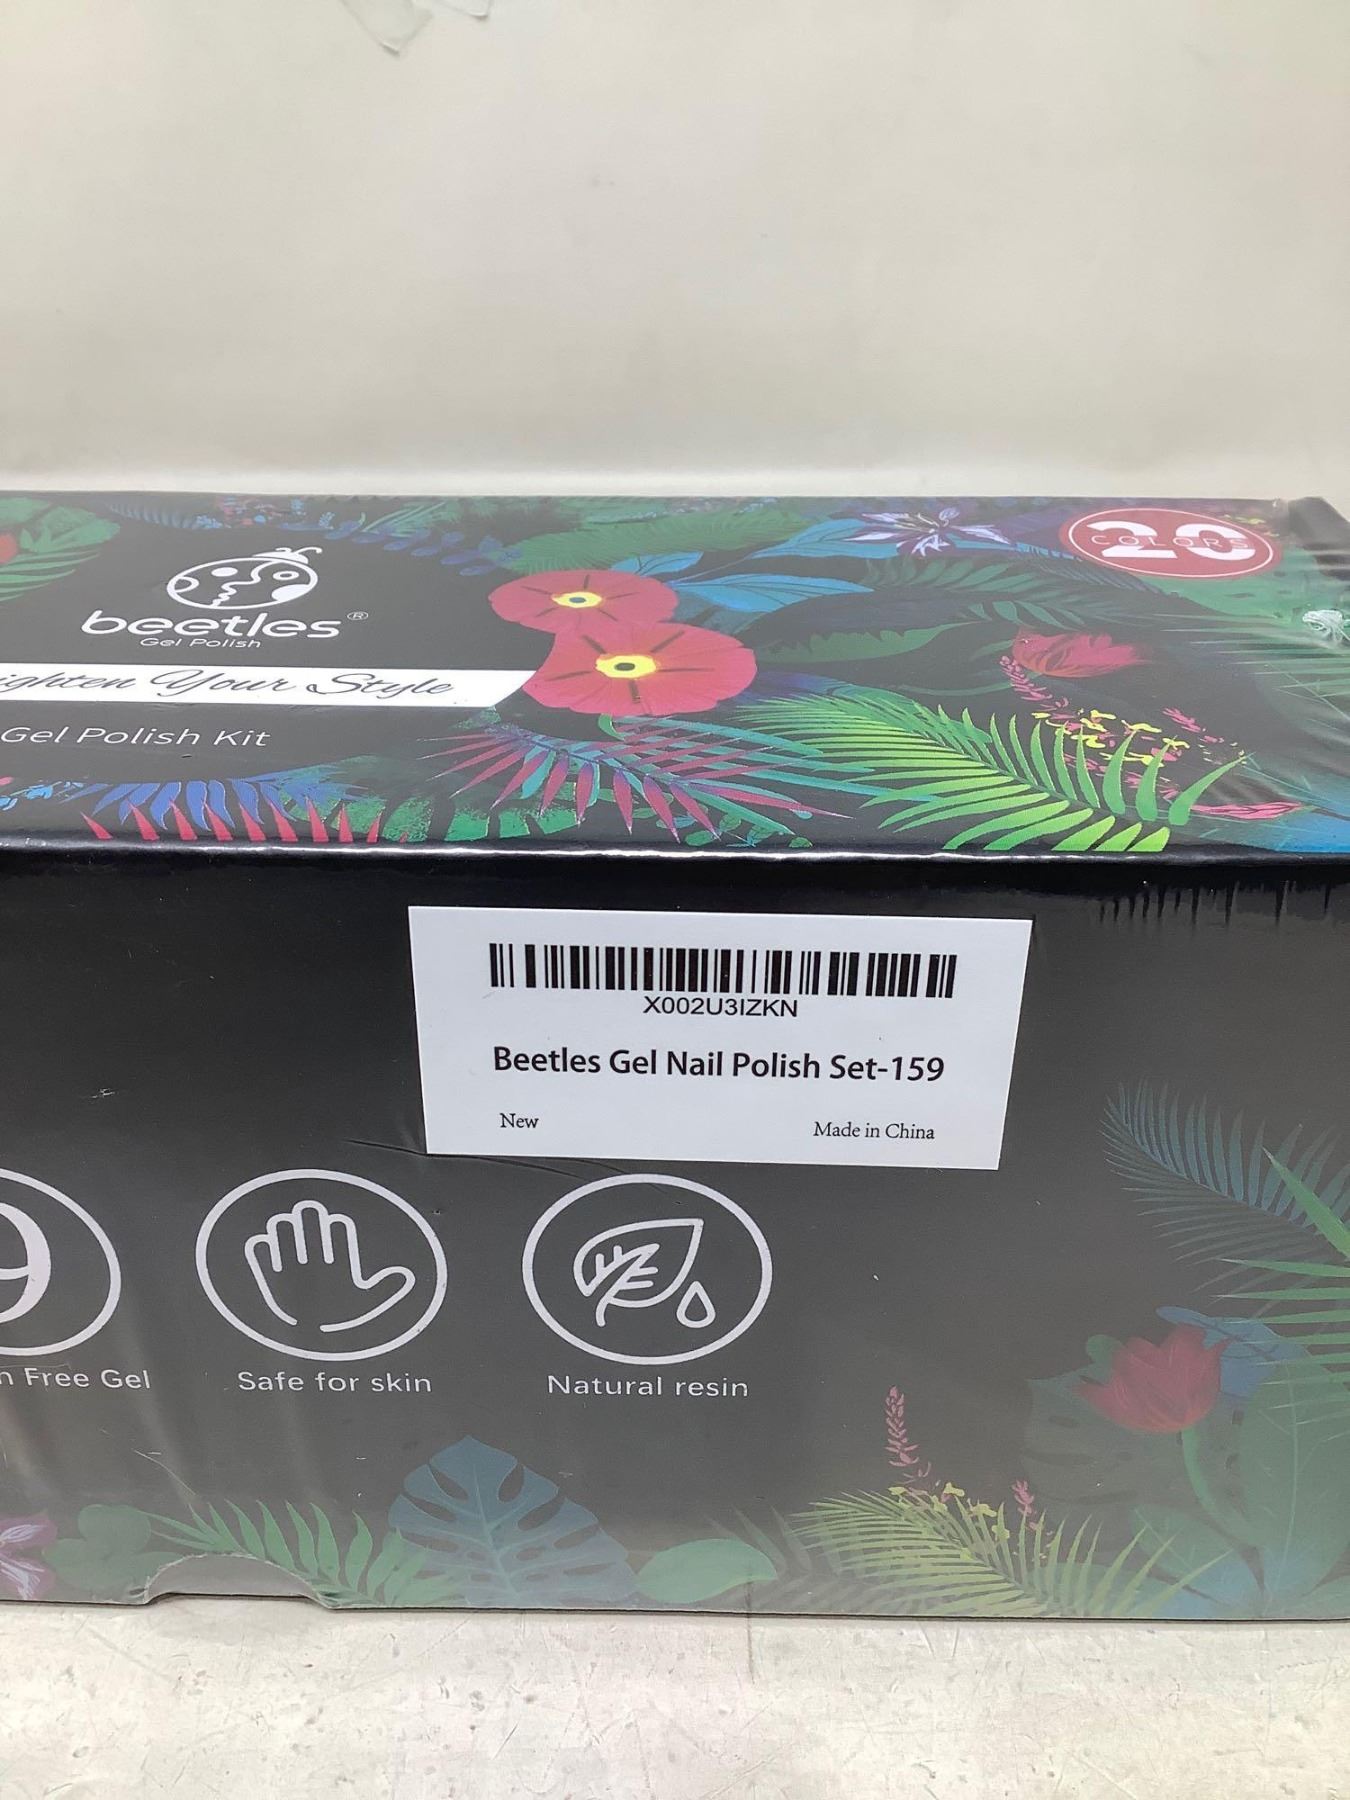 beetles®
Gel Polish
ighten Your Style
Gel Polish Kit
20
COLORS
X002U3IZKN
Beetles Gel Nail Polish Set-159
New
Made in China
9
n Free Gel
Safe for skin
Natural resin